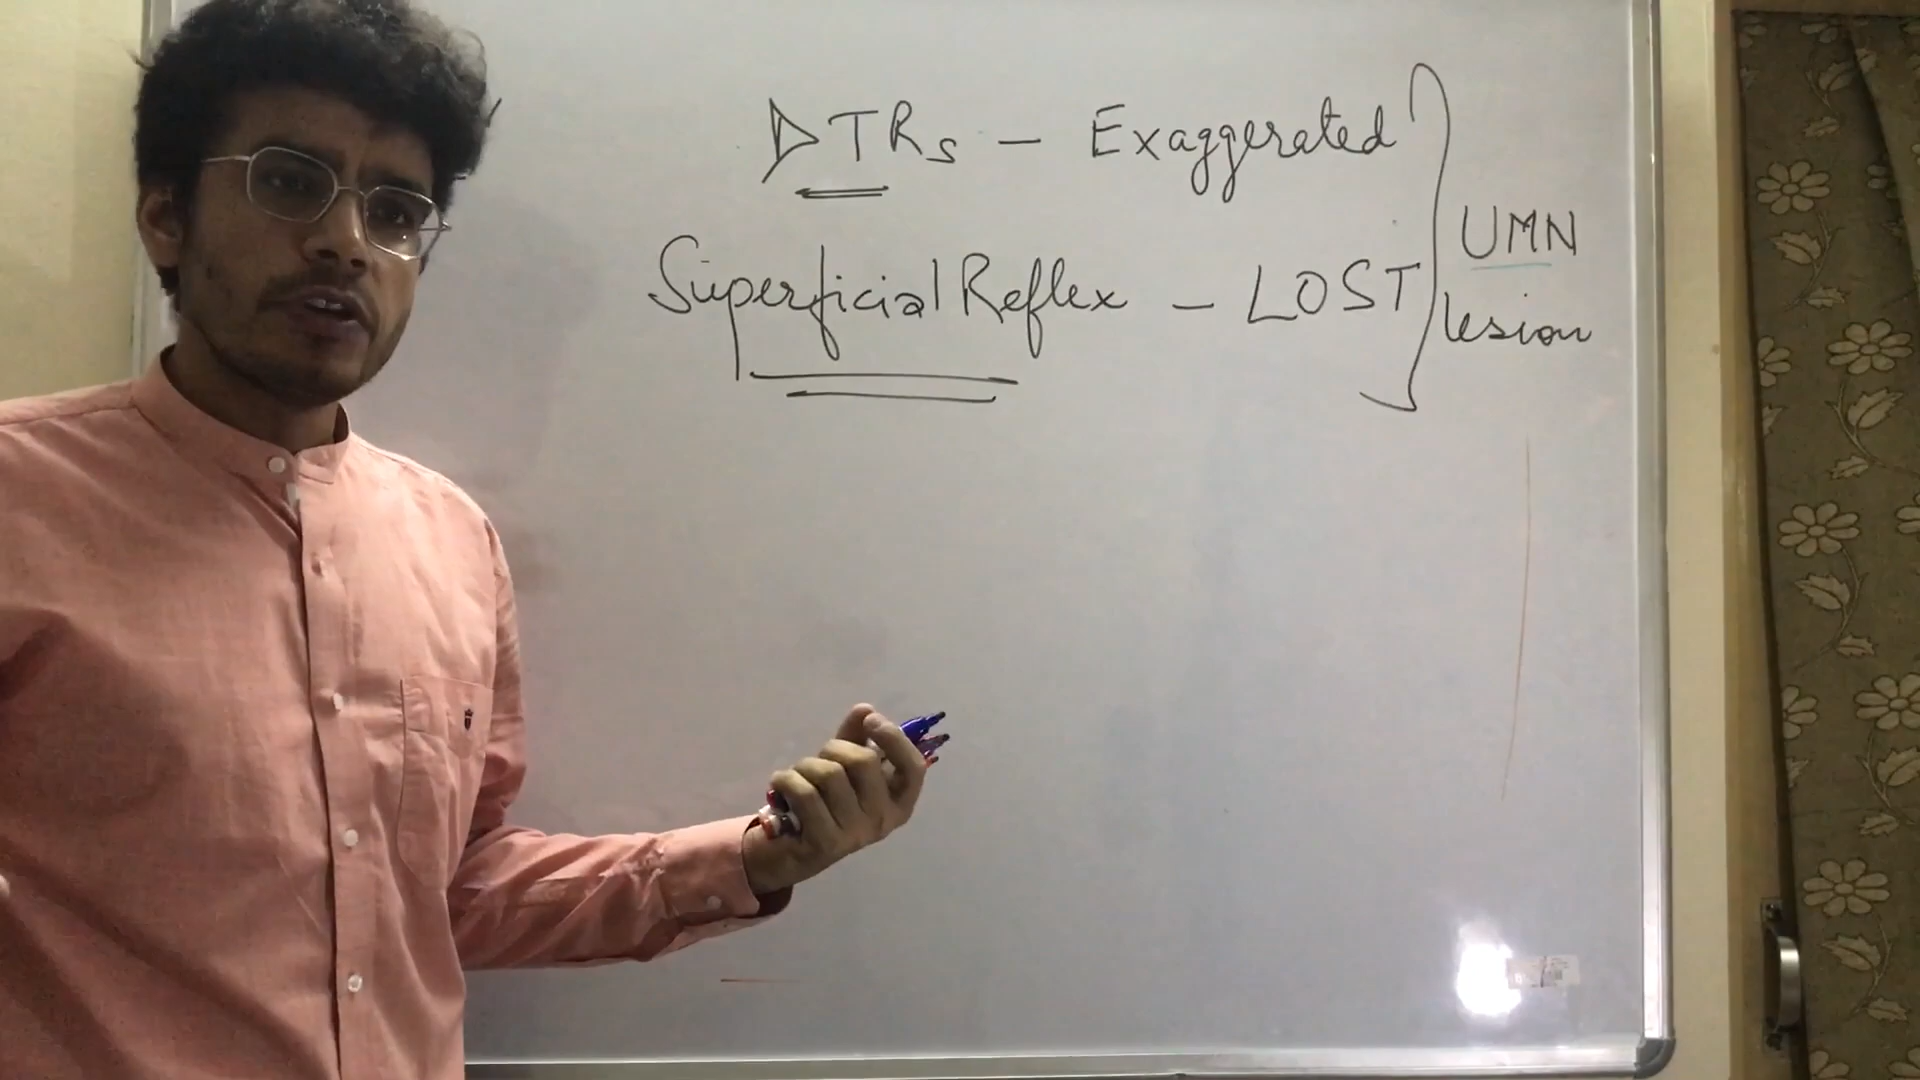 DTRs - Exaggerated
Superficial Reflex - LOST
UMN
lesion